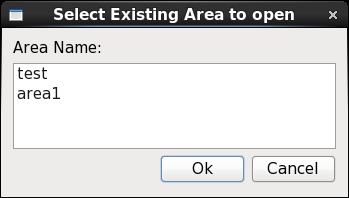 Select Existing Area to open
Area Name:
test
area1
Ok
Cancel